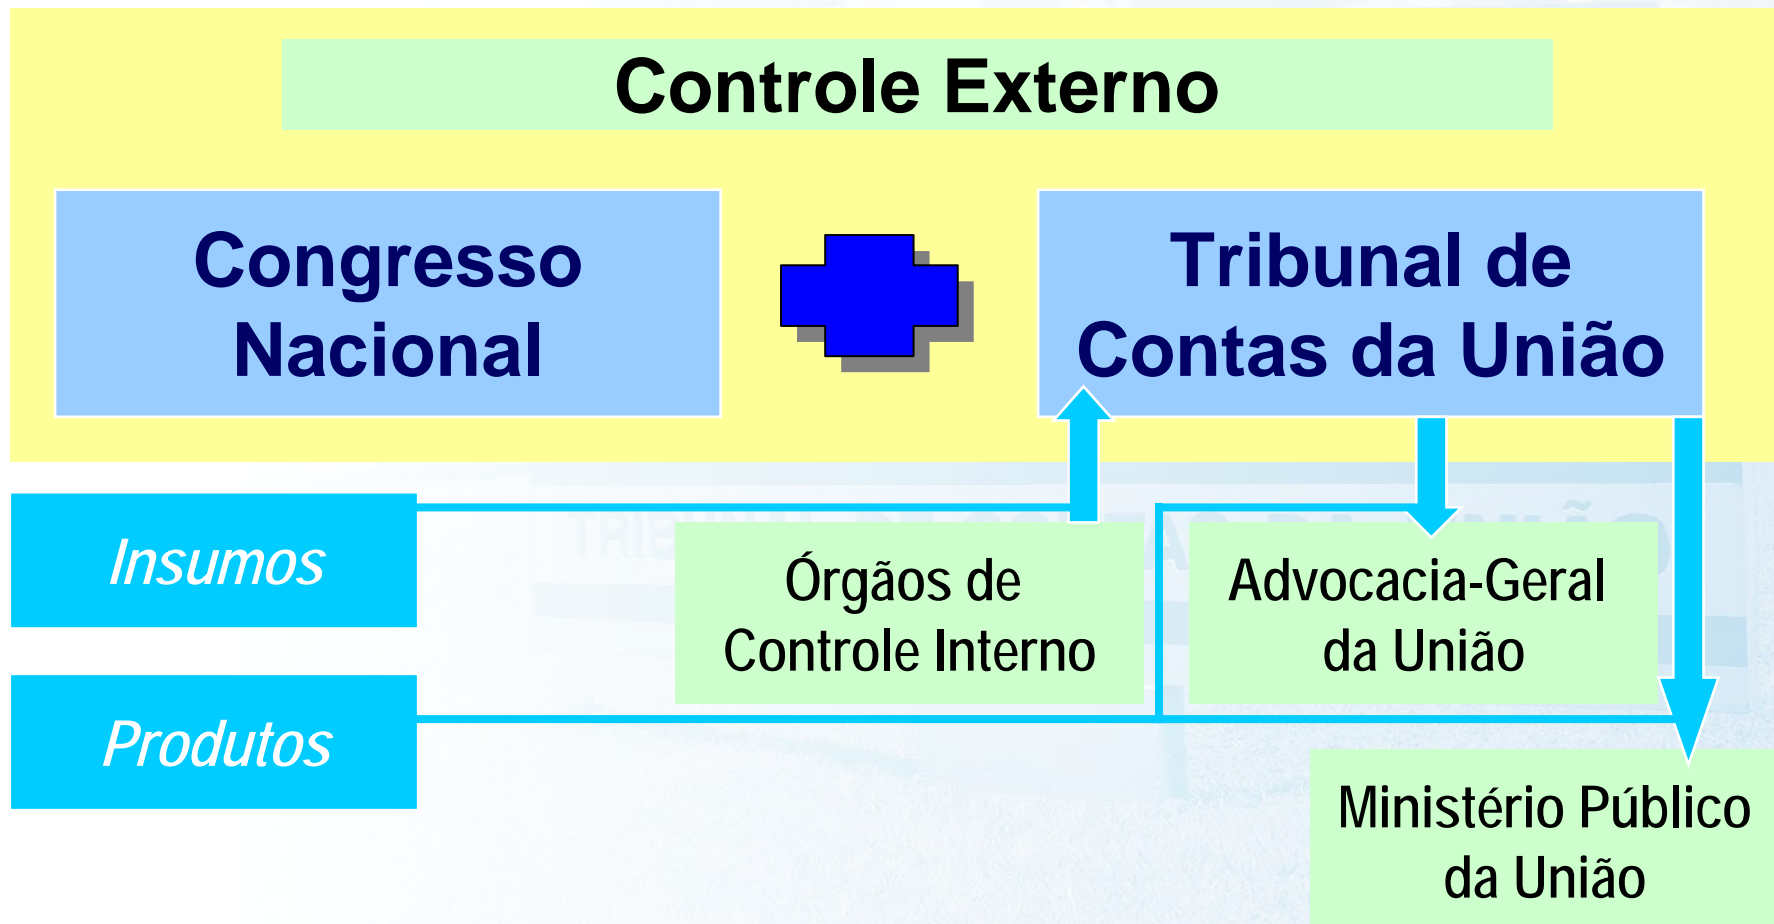 Controle Externo
Congresso
Nacional
Tribunal de
Contas da União
Insumos
Órgãos de
Controle Interno
Advocacia-Geral
da União
Produtos
Ministério Público
da União